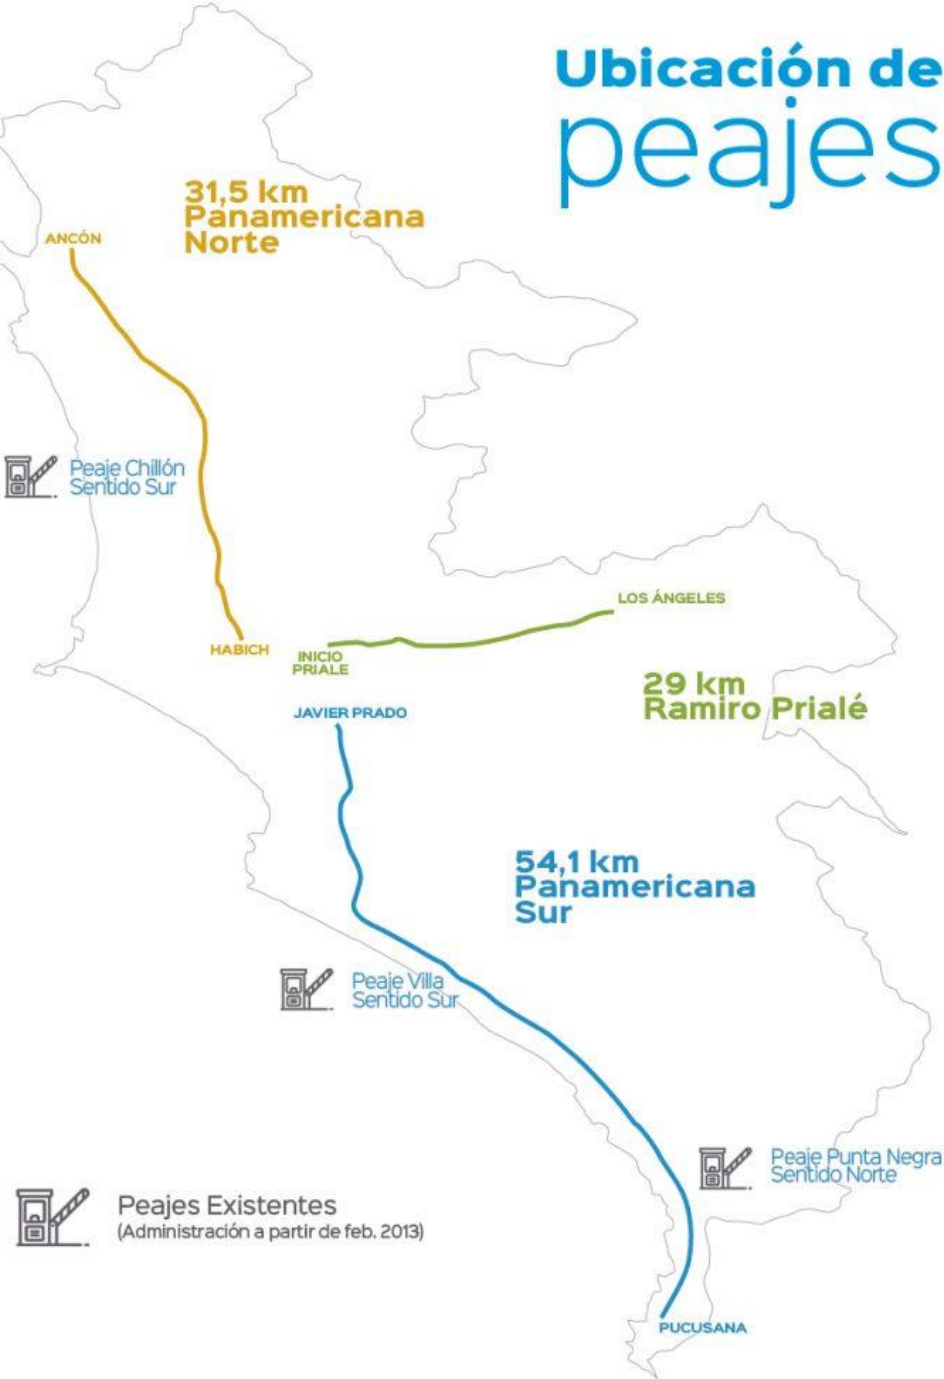 Ubicación de
peajes
31,5 km
Panamericana
Norte
ANCÓN
Peaje Chillón
Sentido Sur
HABICH
INICIO
PRIALE
LOS ÁNGELES
29 km
Ramiro Prialé
JAVIER PRADO
54,1 km
Panamericana
Sur
Peaje Villa
Sentido Sur
Peaje Punta Negra
Sentido Norte
Peajes Existentes
(Administración a partir de feb. 2013)
PUCUSANA